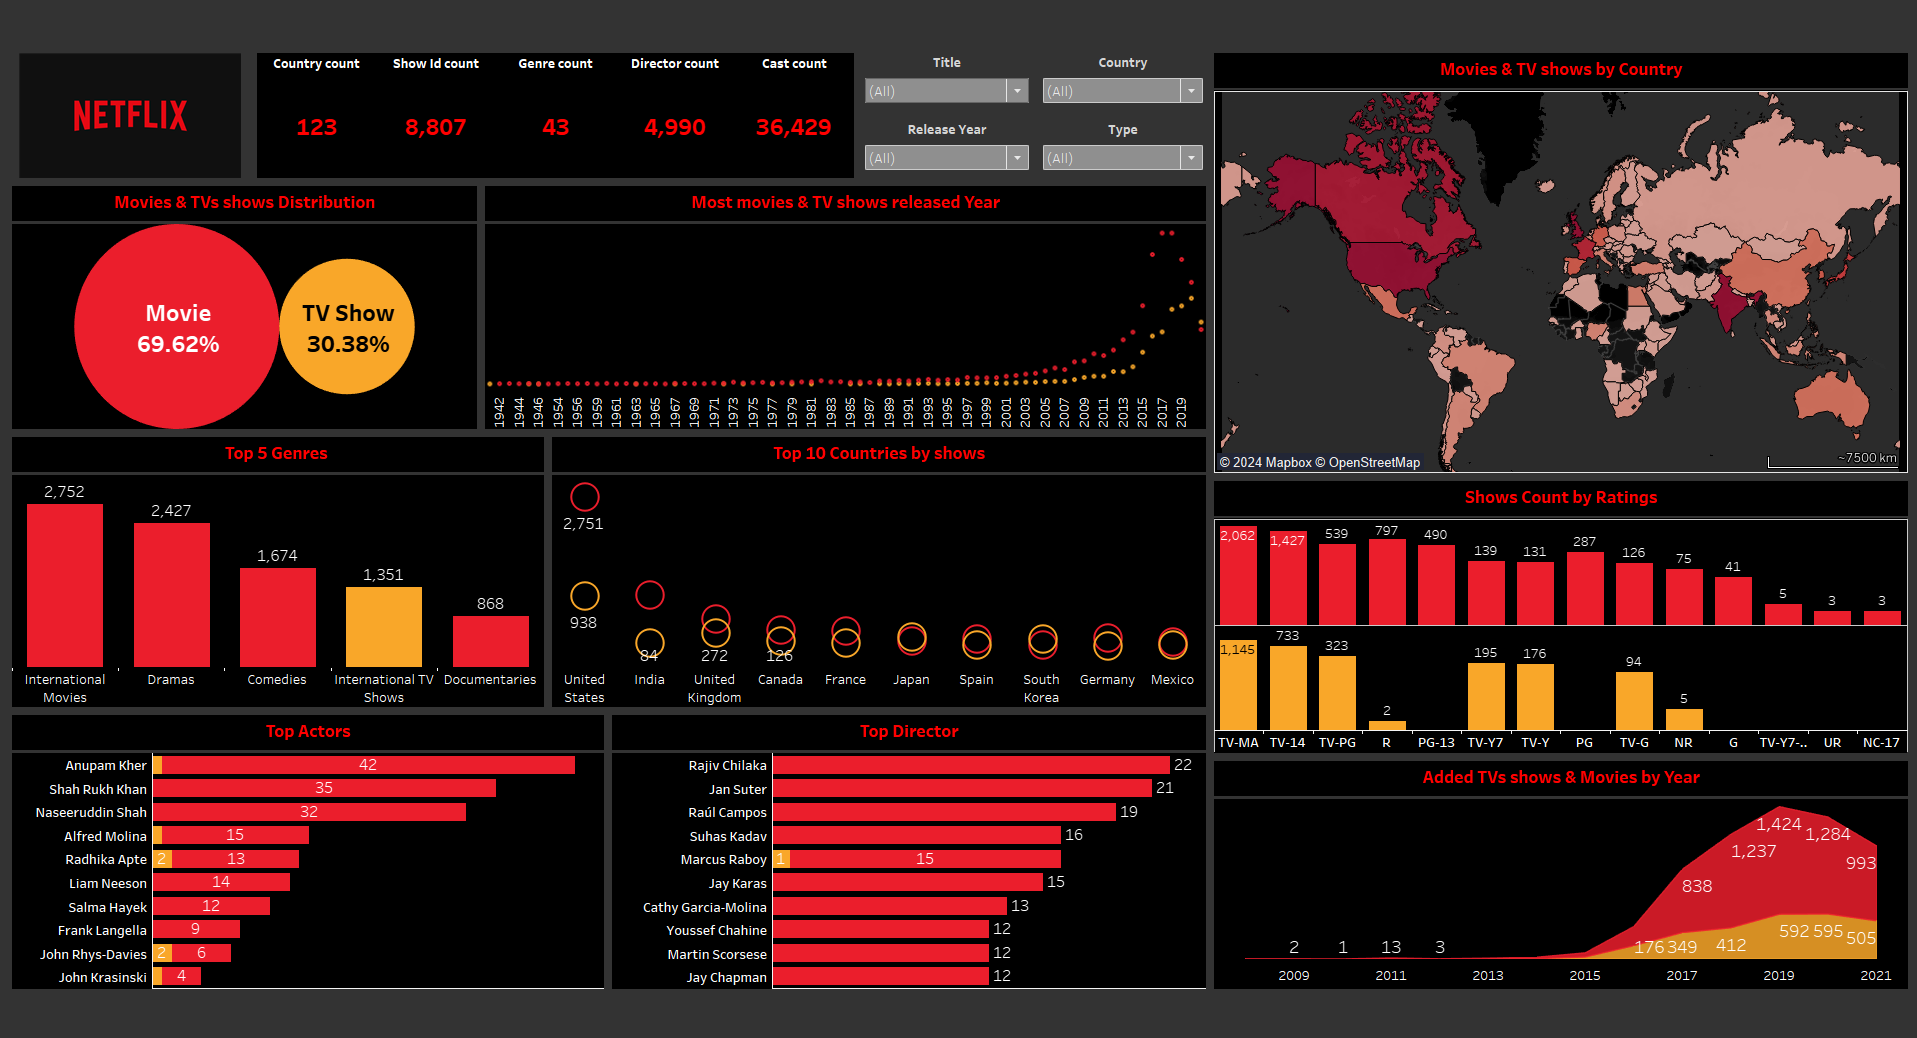 NETFLIX
Country count Show Id count Genre count Director count Cast count
123 8,807 43 4,990 36,429
Title Country
(All) (All)
Release Year Type
(All) (All)
Movies & TVs shows Distribution
Movie
69.62%
TV Show
30.38%
Most movies & TV shows released Year
1942 1944 1946 1954 1956 1959 1961 1963 1965 1967 1969 1971 1973 1975 1977 1979 1981 1983 1985 1987 1989 1991 1993 1995 1997 1999 2001 2003 2005 2007 2009 2011 2013 2015 2017 2019
Movies & TV shows by Country
© 2024 Mapbox © OpenStreetMap
~7500 km
Top 5 Genres
2,752 2,427 1,674 1,351 868
International Movies Dramas Comedies International TV Shows Documentaries
Top 10 Countries by shows
2,751
938 84 272 126
United States India United Kingdom Canada France Japan Spain South Korea Germany Mexico
Shows Count by Ratings
2,062 1,427 539 797 490 139 131 287 126 75 41 5 3 3
1,145 733 323 2 195 176 94 5
TV-MA TV-14 TV-PG R PG-13 TV-Y7 TV-Y PG TV-G NR G TV-Y7-.. UR NC-17
Top Actors
Anupam Kher 42
Shah Rukh Khan 35
Naseeruddin Shah 32
Alfred Molina 15
Radhika Apte 2 13
Liam Neeson 14
Salma Hayek 12
Frank Langella 9
John Rhys-Davies 2 6
John Krasinski 4
Top Director
Rajiv Chilaka 22
Jan Suter 21
Raúl Campos 19
Suhas Kadav 16
Marcus Raboy 1 15
Jay Karas 15
Cathy Garcia-Molina 13
Youssef Chahine 12
Martin Scorsese 12
Jay Chapman 12
Added TVs shows & Movies by Year
2 1 13 3 838 1,237 1,424 1,284 993
176 349 412 592 595 505
2009 2011 2013 2015 2017 2019 2021